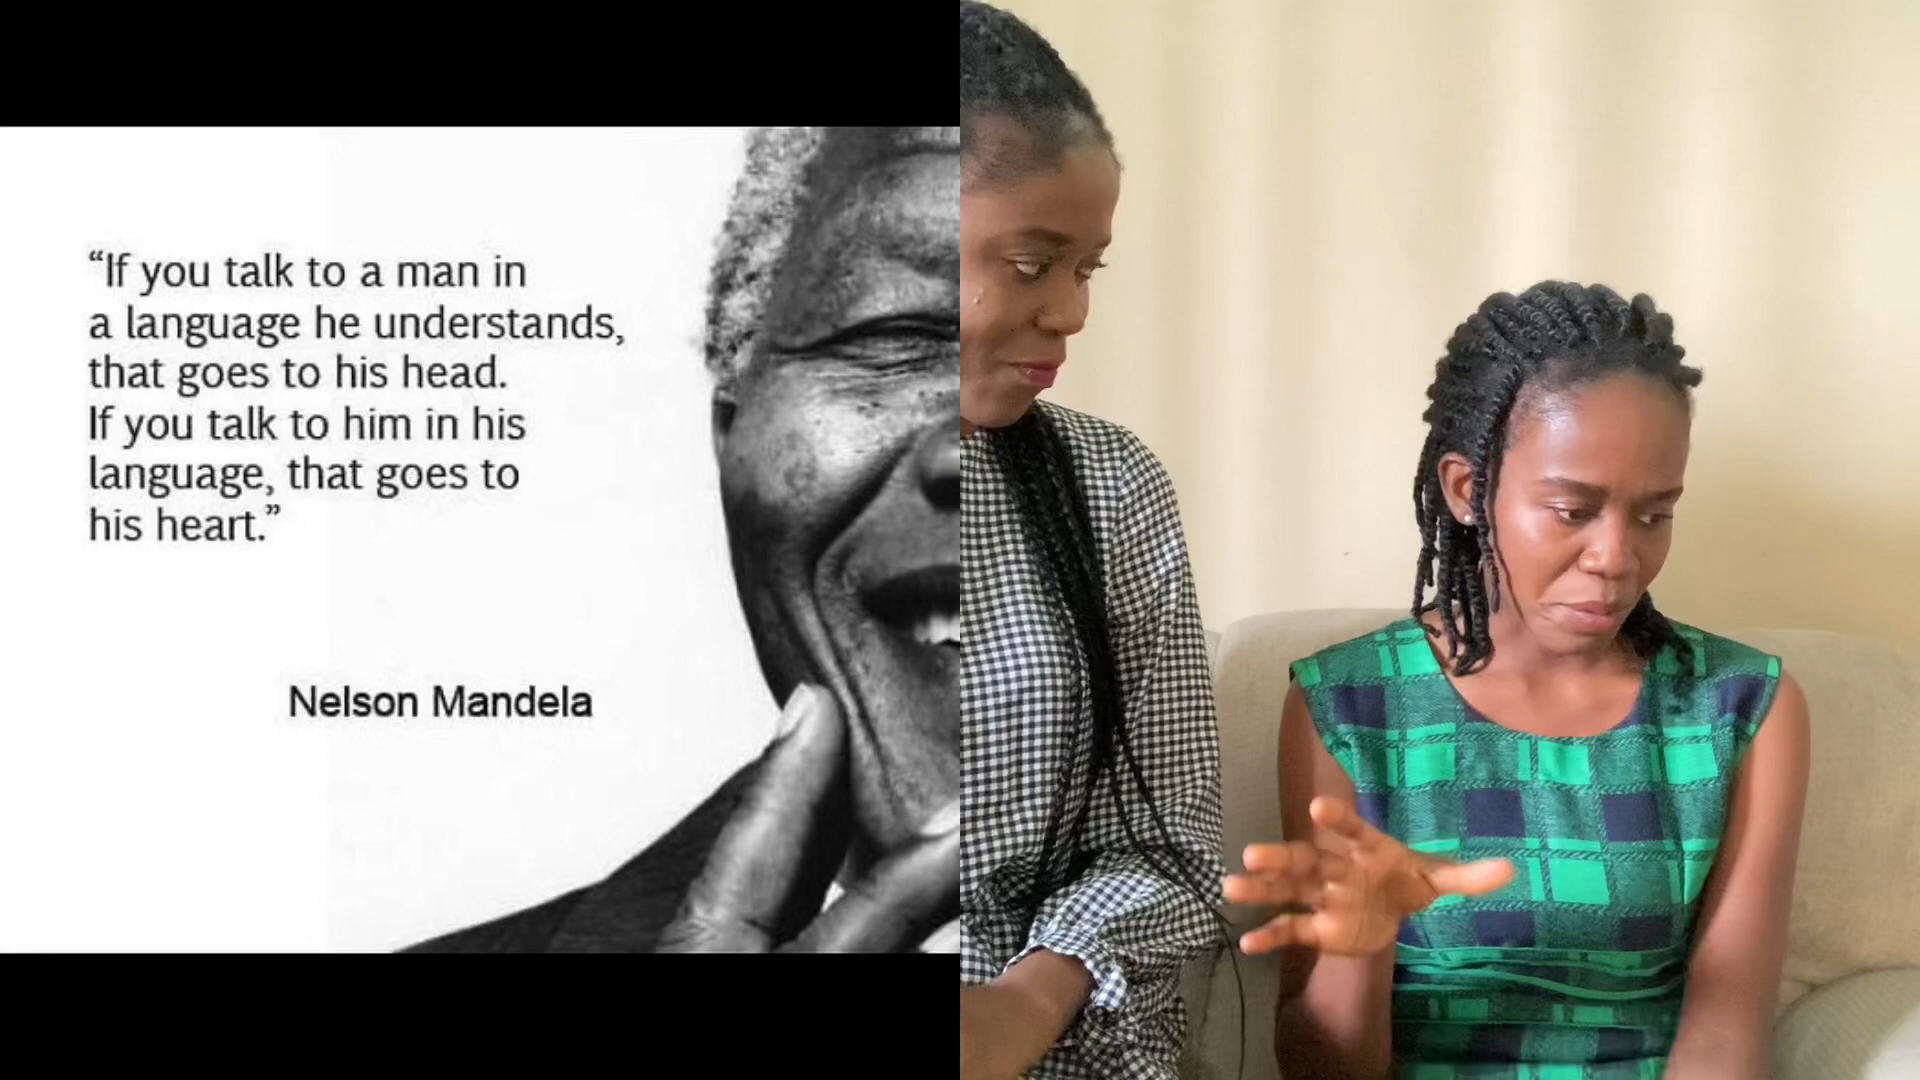 “If you talk to a man in
a language he understands,
that goes to his head.
If you talk to him in his
language, that goes to
his heart.”
Nelson Mandela